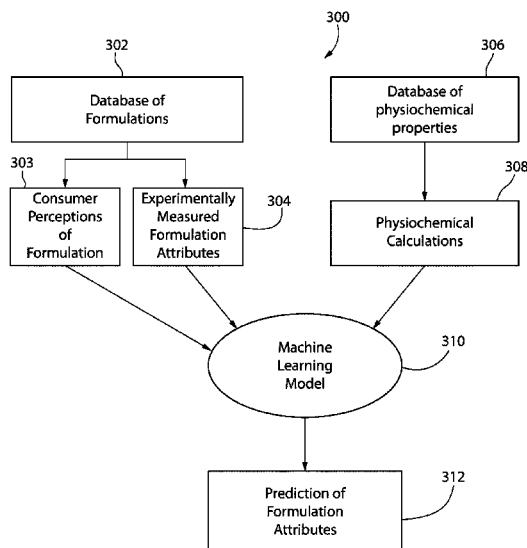 300
302
306
Database of
Formulations
Database of
physiochemical
properties
303
304
308
Consumer
Perceptions
of
Formulation
Experimentally
Measured
Formulation
Attributes
Physiochemical
Calculations
Machine
Learning
Model
310
Prediction of
Formulation
Attributes
312